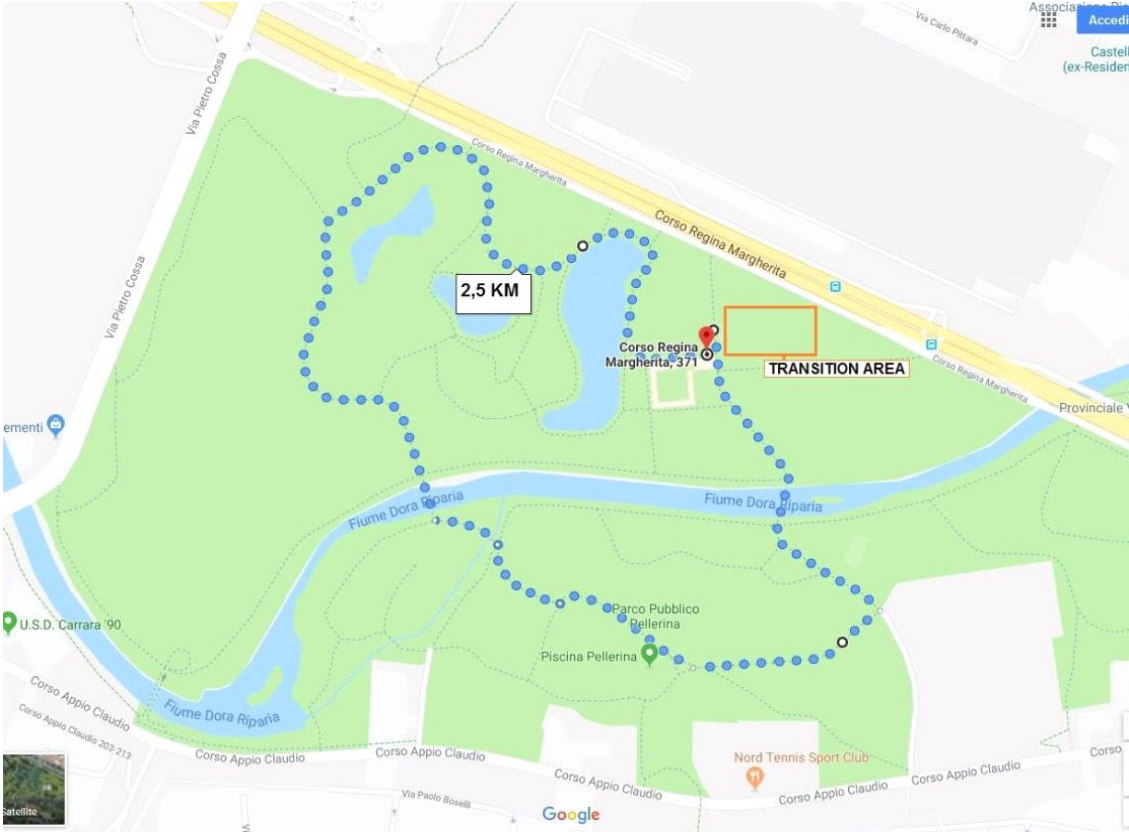 Via Carlo Pittara
Accedi
Castell
(ex-Residen
Via Pietro Cossa
Corso Regina Margherita
Corso Regina Margherita
Via Pietro Cossa
2,5 KM
Corso Regina
Margherita, 371
TRANSITION AREA
Corso Regina Margherita
Provinciale
ementi
Fiume Dora Riparia
Fiume Dora Riparia
Parco Pubblico
Pellerina
U.S.D. Carrara '90
Piscina Pellerina
Corso Appio Claudio
Fiume Dora Riparia
Corso Appio Claudio 203-213
Corso Appio Claudio
Nord Tennis Sport Club
Corso Appio Claudio
Corso Appio Claudio
Corso Appio Claudio
Corso
Via Paolo Boselli
Satellite
Google